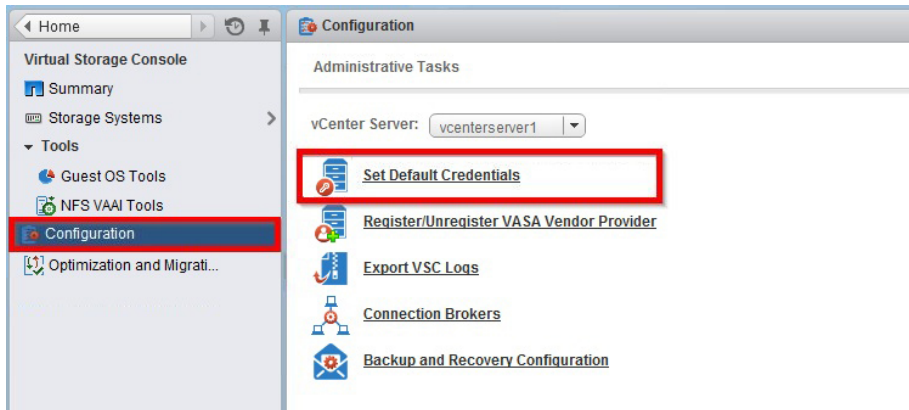 Home
Virtual Storage Console
Summary
Storage Systems
Tools
Guest OS Tools
NFS VAAI Tools
Configuration
Optimization and Migrati...
Configuration
Administrative Tasks
vCenter Server: vcenterserver1
Set Default Credentials
Register/Unregister VASA Vendor Provider
Export VSC Logs
Connection Brokers
Backup and Recovery Configuration